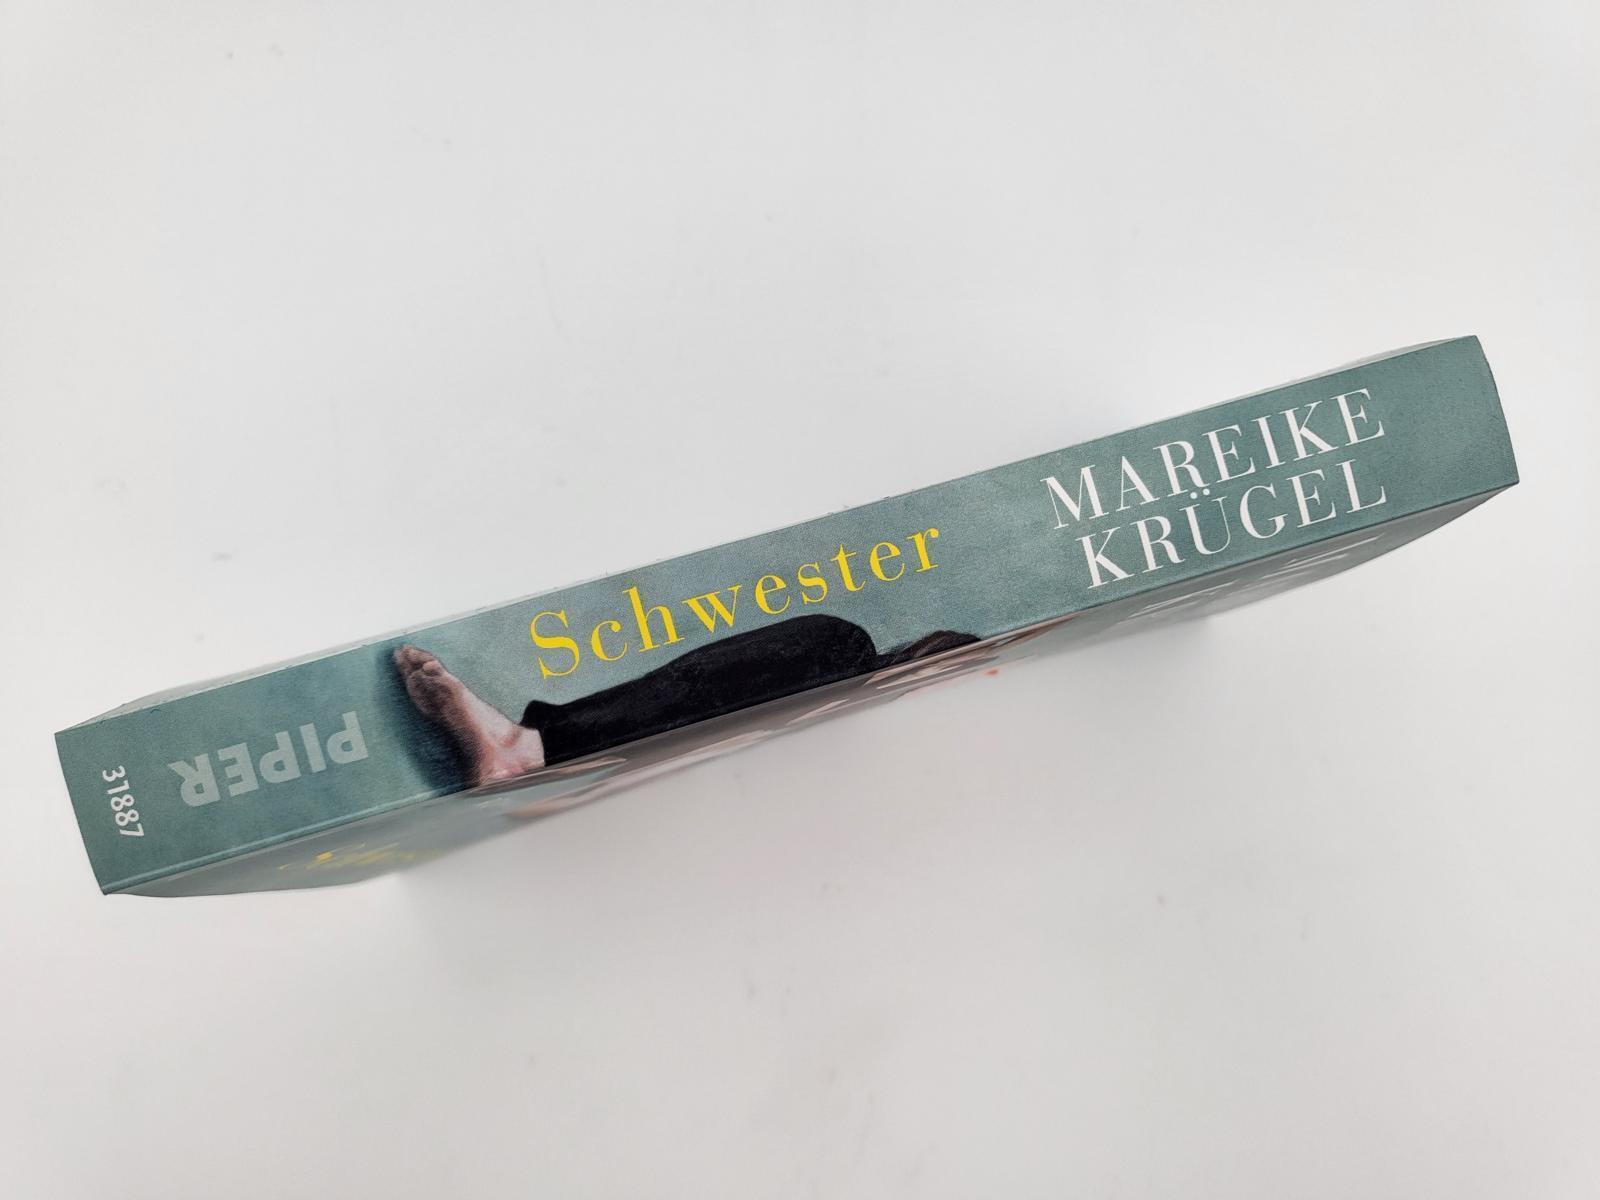 MAREIKE
KRÜGEL
Schwester
PIPER
31887